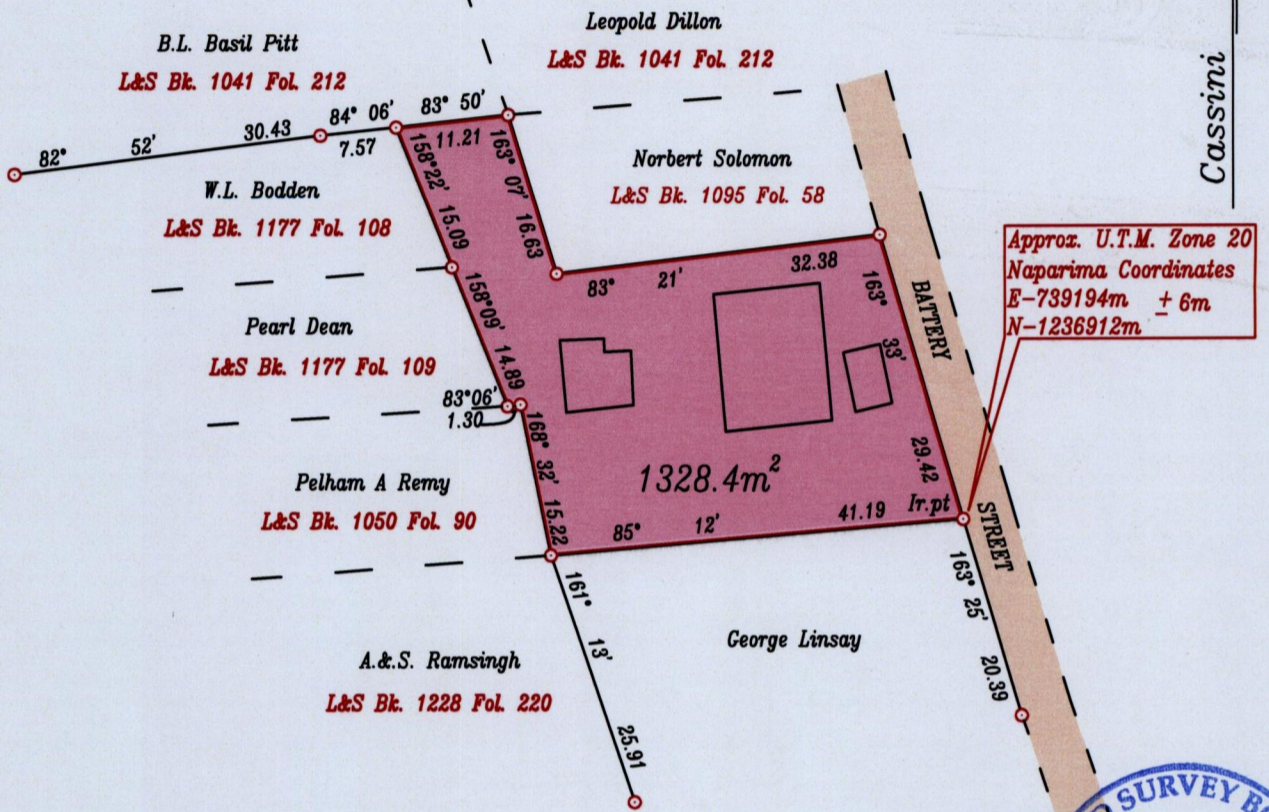 Leopold Dillon
L&S Bk. 1041 Fol. 212
B.L. Basil Pitt
L&S Bk. 1041 Fol. 212
Cassini
82° 52' 30.43
84° 06'
7.57
83° 50'
11.21
163° 07' 16.63
158°22' 15.09
Norbert Solomon
L&S Bk. 1095 Fol. 58
W.L. Bodden
L&S Bk. 1177 Fol. 108
Approx. U.T.M. Zone 20
Naparima Coordinates
E-739194m ± 6m
N-1236912m
83° 21' 32.38
163° 33' 29.42
BATTERY STREET
158°09' 14.89
Pearl Dean
L&S Bk. 1177 Fol. 109
83°06'
1.30
168° 32' 15.22
1328.4m²
Pelham A Remy
L&S Bk. 1050 Fol. 90
Ir.pt
85° 12' 41.19
161° 13' 25.91
163° 25' 20.39
George Linsay
A.&.S. Ramsingh
L&S Bk. 1228 Fol. 220
SURVEY